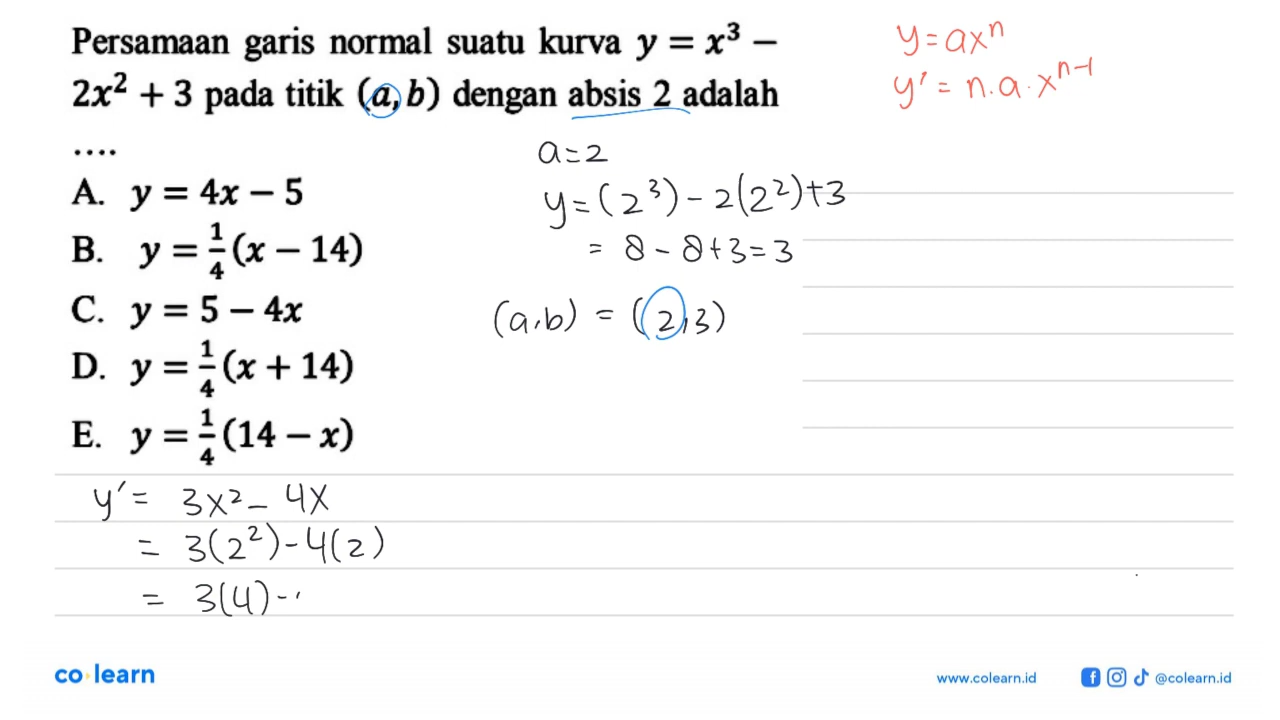 Persamaan garis normal suatu kurva y = x³ −
2x² + 3 pada titik (a, b) dengan absis 2 adalah
....
A. y = 4x − 5
B. y = 1/4 (x − 14)
C. y = 5 − 4x
D. y = 1/4 (x + 14)
E. y = 1/4 (14 − x)
y = axⁿ
y' = n.a.xⁿ⁻¹
a = 2
y = (2³) − 2(2²) + 3
= 8 − 8 + 3 = 3
(a,b) = (2,3)
y' = 3x² − 4x
= 3(2²) − 4(2)
= 3(4) −
co learn
www.colearn.id
@colearn.id